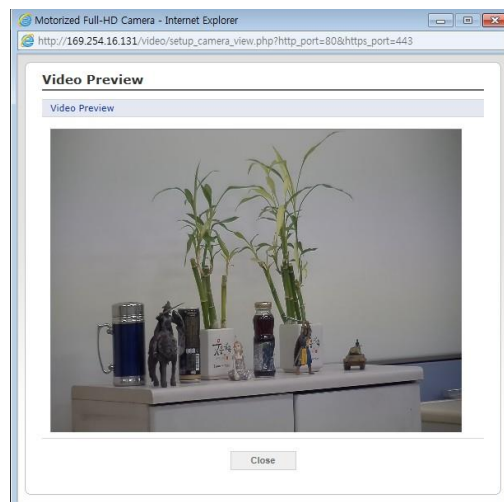 Motorized Full-HD Camera - Internet Explorer
http://169.254.16.131/video/setup_camera_view.php?http_port=80&https_port=443
Video Preview
Video Preview
Close